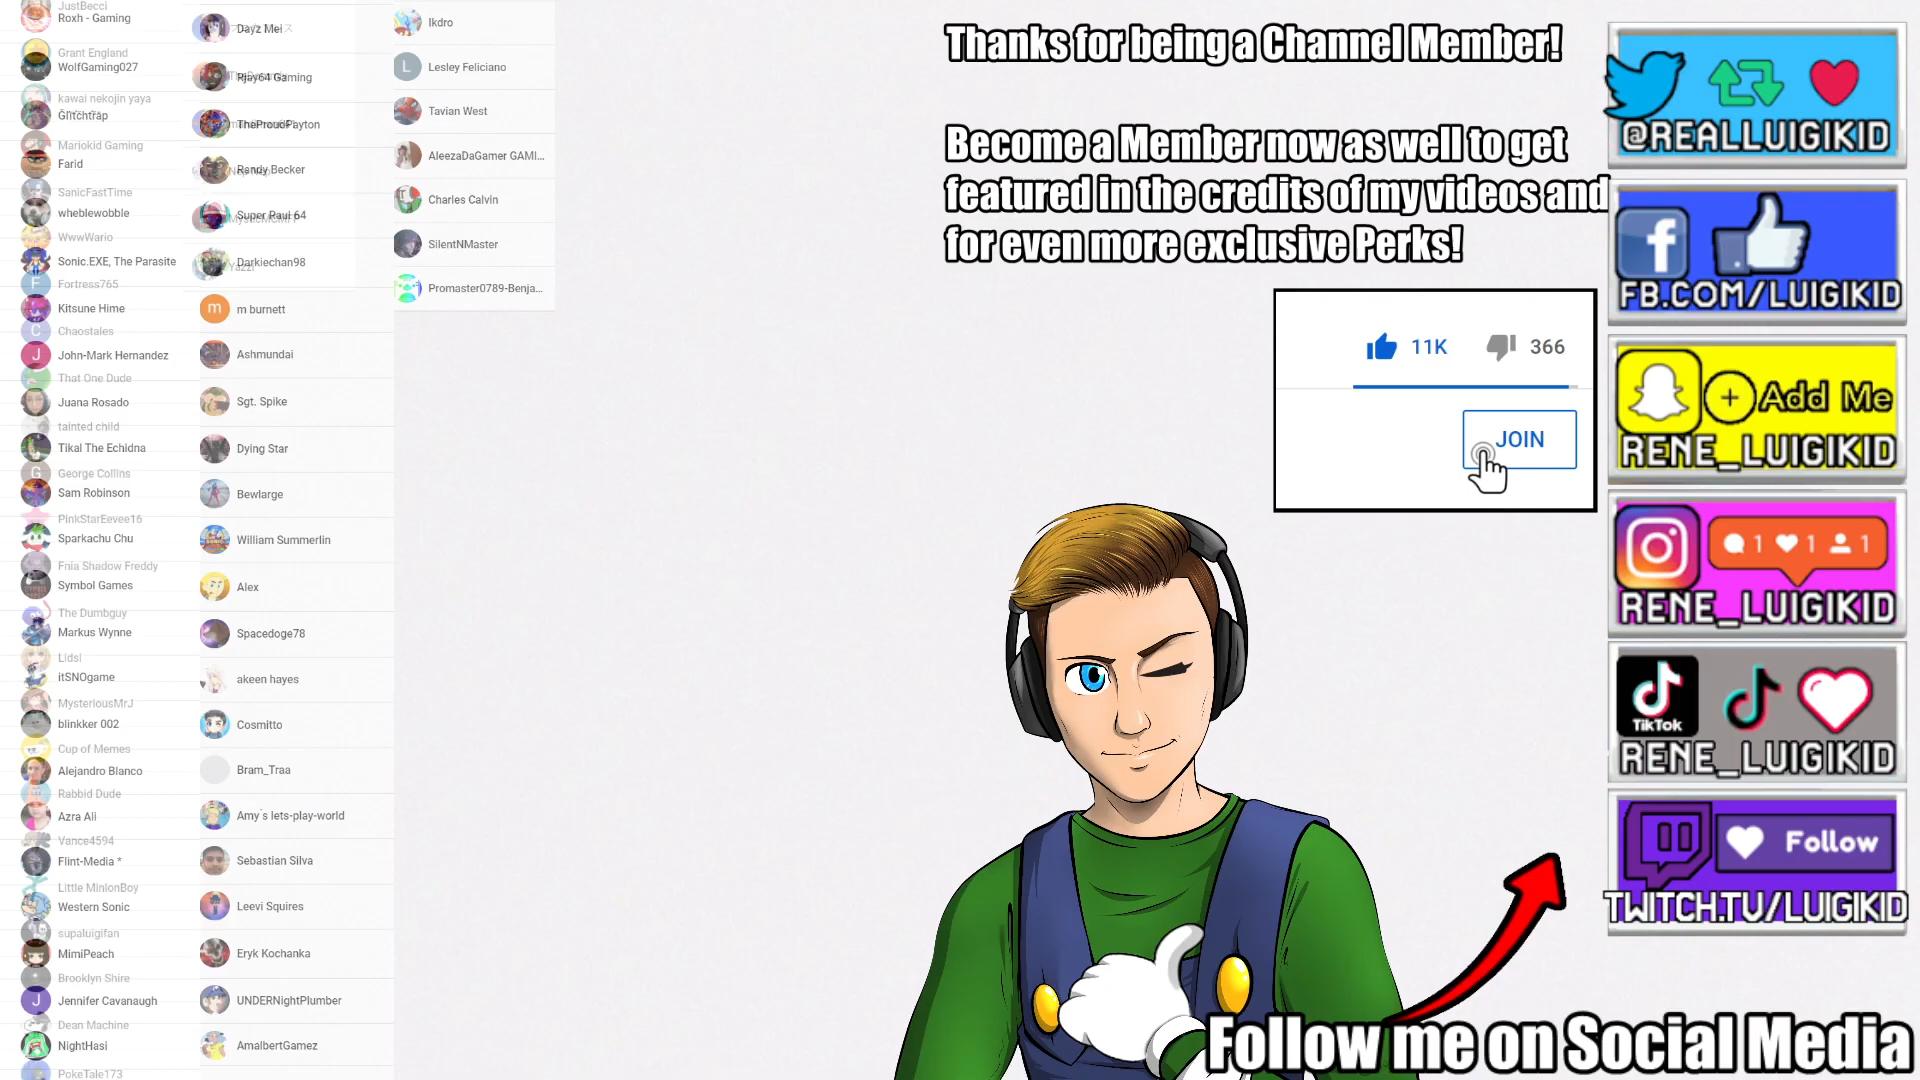 JustBecci
Roxh - Gaming
Grant England
WolfGaming027
kawai nekojin yaya
Glitchtrap
Mariokid Gaming
Farid
SanicFastTime
wheblewobble
WwwWario
Sonic.EXE, The Parasite
Fortress765
Kitsune Hime
Chaostales
John-Mark Hernandez
That One Dude
Juana Rosado
tainted child
Tikal The Echidna
George Collins
Sam Robinson
PinkStarEevee16
Sparkachu Chu
Fnia Shadow Freddy
Symbol Games
The Dumbguy
Markus Wynne
Lidsl
itSNOgame
MysteriousMrJ
blinkker 002
Cup of Memes
Alejandro Blanco
Rabbid Dude
Azra Ali
Vance4594
Flint-Media *
Little MinionBoy
Western Sonic
supaluigifan
MimiPeach
Brooklyn Shire
Jennifer Cavanaugh
Dean Machine
NightHasi
PokeTale173
Dayz Mei
Rjay64 Gaming
TheProudPayton
Randy Becker
Super Paul 64
Darkiechan98
Yazzi
m burnett
Ashmundai
Sgt. Spike
Dying Star
Bewlarge
William Summerlin
Alex
Spacedoge78
akeen hayes
Cosmitto
Bram_Traa
Amy´s lets-play-world
Sebastian Silva
Leevi Squires
Eryk Kochanka
UNDERNightPlumber
AmalbertGamez
Ikdro
Lesley Feliciano
Tavian West
AleezaDaGamer GAMI...
Charles Calvin
SilentNMaster
Promaster0789-Benja...
Thanks for being a Channel Member!
Become a Member now as well to get
featured in the credits of my videos and
for even more exclusive Perks!
11K 366
JOIN
@REALLUIGIKID
FB.COM/LUIGIKID
Add Me
RENE_LUIGIKID
1 1 1
RENE_LUIGIKID
TikTok
RENE_LUIGIKID
Follow
TWITCH.TV/LUIGIKID
Follow me on Social Media